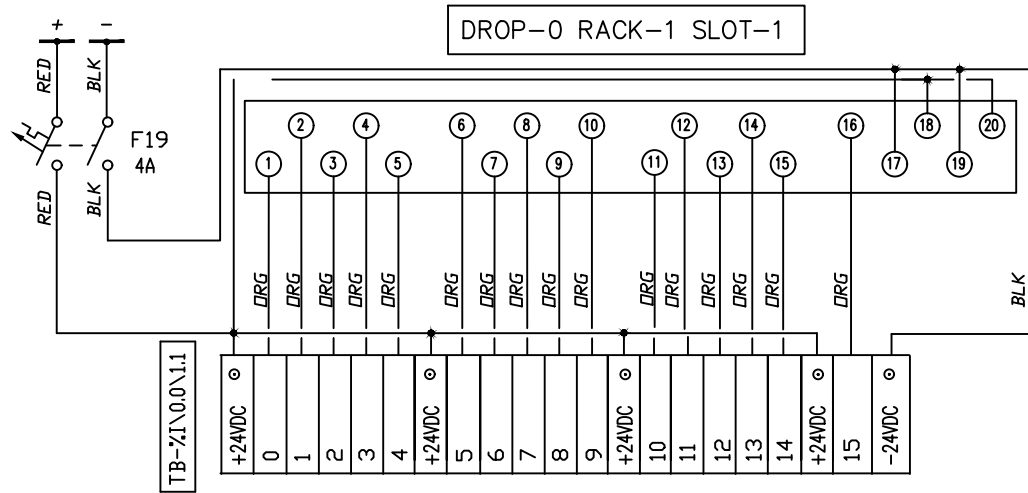 + -
DROP-0 RACK-1 SLOT-1
RED BLK
F19
4A
RED BLK
2 4 6 8 10 12 14 16 18 20
1 3 5 7 9 11 13 15 17 19
ORG ORG ORG ORG ORG ORG ORG ORG ORG ORG ORG ORG ORG ORG ORG ORG BLK
TB-%I\0.0\1.1
+24VDC 0 1 2 3 4 +24VDC 5 6 7 8 9 +24VDC 10 11 12 13 14 +24VDC 15 -24VDC